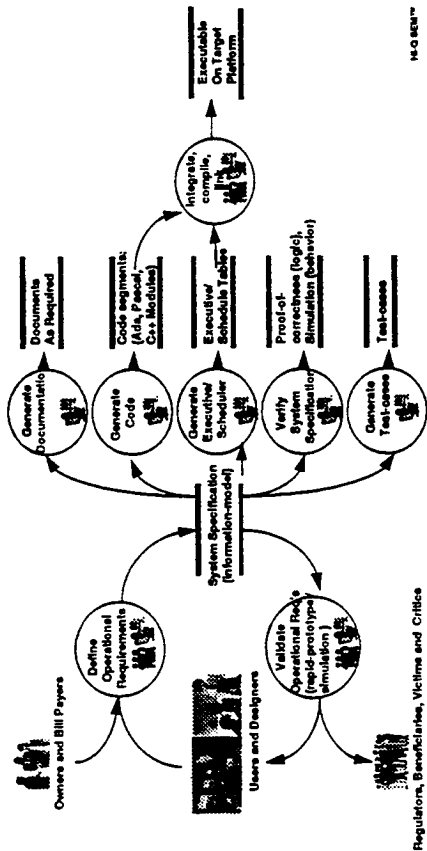 Owners and Bill Payers
Users and Designers
Regulators, Beneficiaries, Victims and Critics
Define
Operational
Requirements
Validate
Operational Req's
(rapid-prototype
simulation)
System Specification
(information-model)
Generate
Documentation
Generate
Code
Generate
Executive/
Scheduler
Verify
System
Specification
Generate
Test-cases
Documents
As Required
Code segments:
(Ada, Pascal,
C++ Modules)
Executive/
Schedule Tables
Proof-of-
correctness (logic),
Simulation (behavior)
Test-cases
Integrate,
compile,
link
Executable
On Target
Platform
HI-Q SEM™